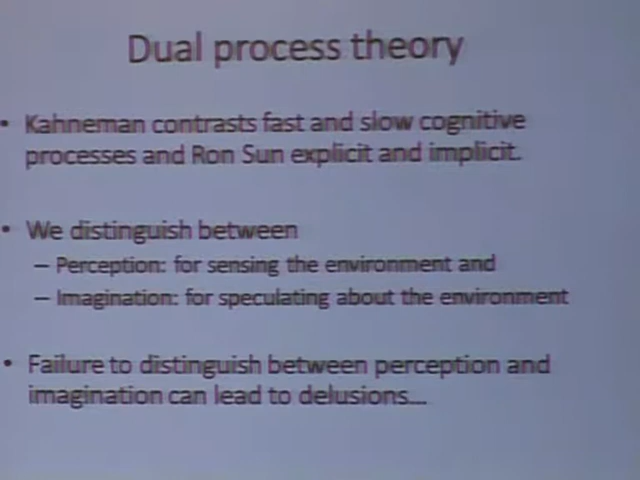 Dual process theory
• Kahneman contrasts fast and slow cognitive
processes and Ron Sun explicit and implicit.
• We distinguish between
– Perception: for sensing the environment and
– Imagination: for speculating about the environment
• Failure to distinguish between perception and
imagination can lead to delusions...